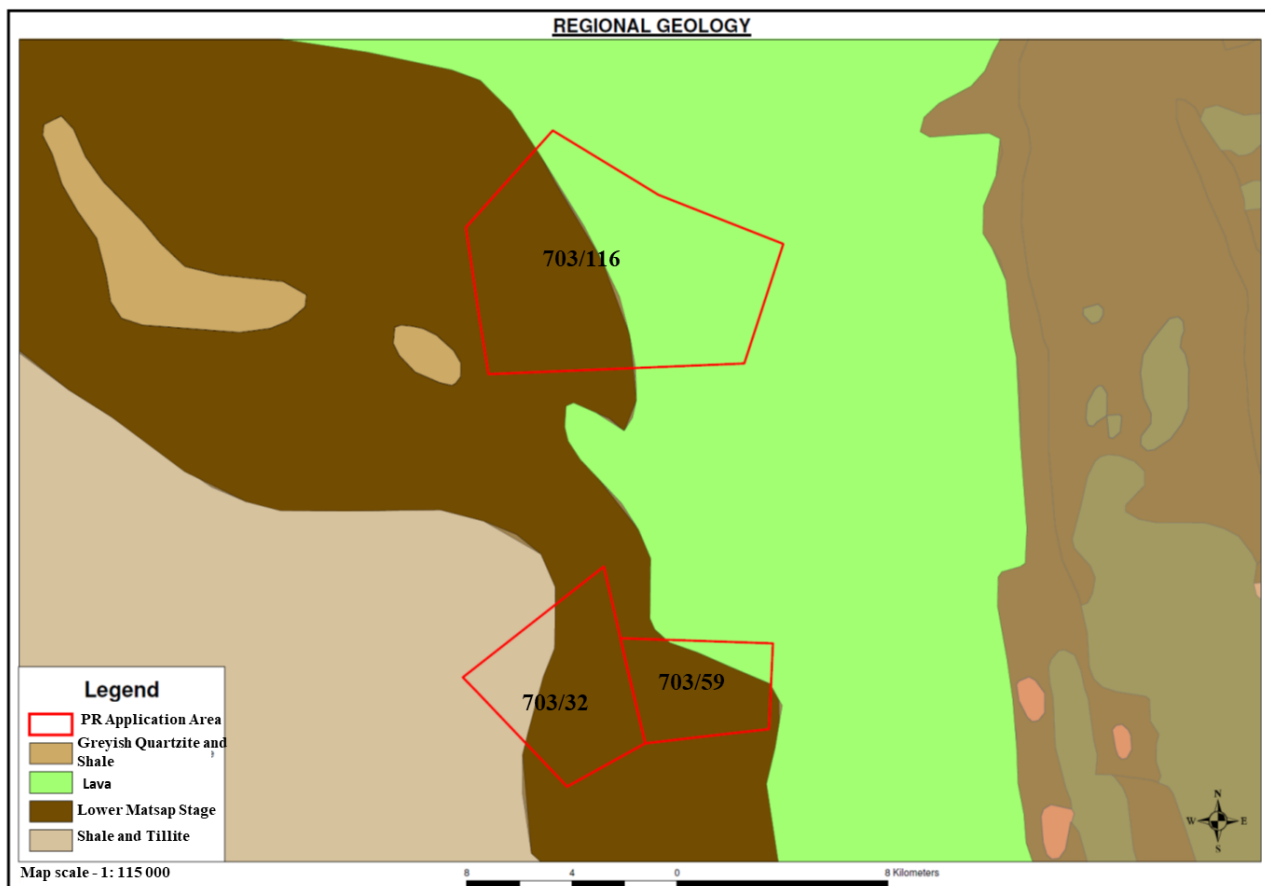 REGIONAL GEOLOGY
703/116
703/59
703/32
Legend
PR Application Area
Greyish Quartzite and
Shale
Lava
Lower Matsap Stage
Shale and Tillite
N
W E
S
Map scale - 1: 115 000
8 4 0 8 Kilometers